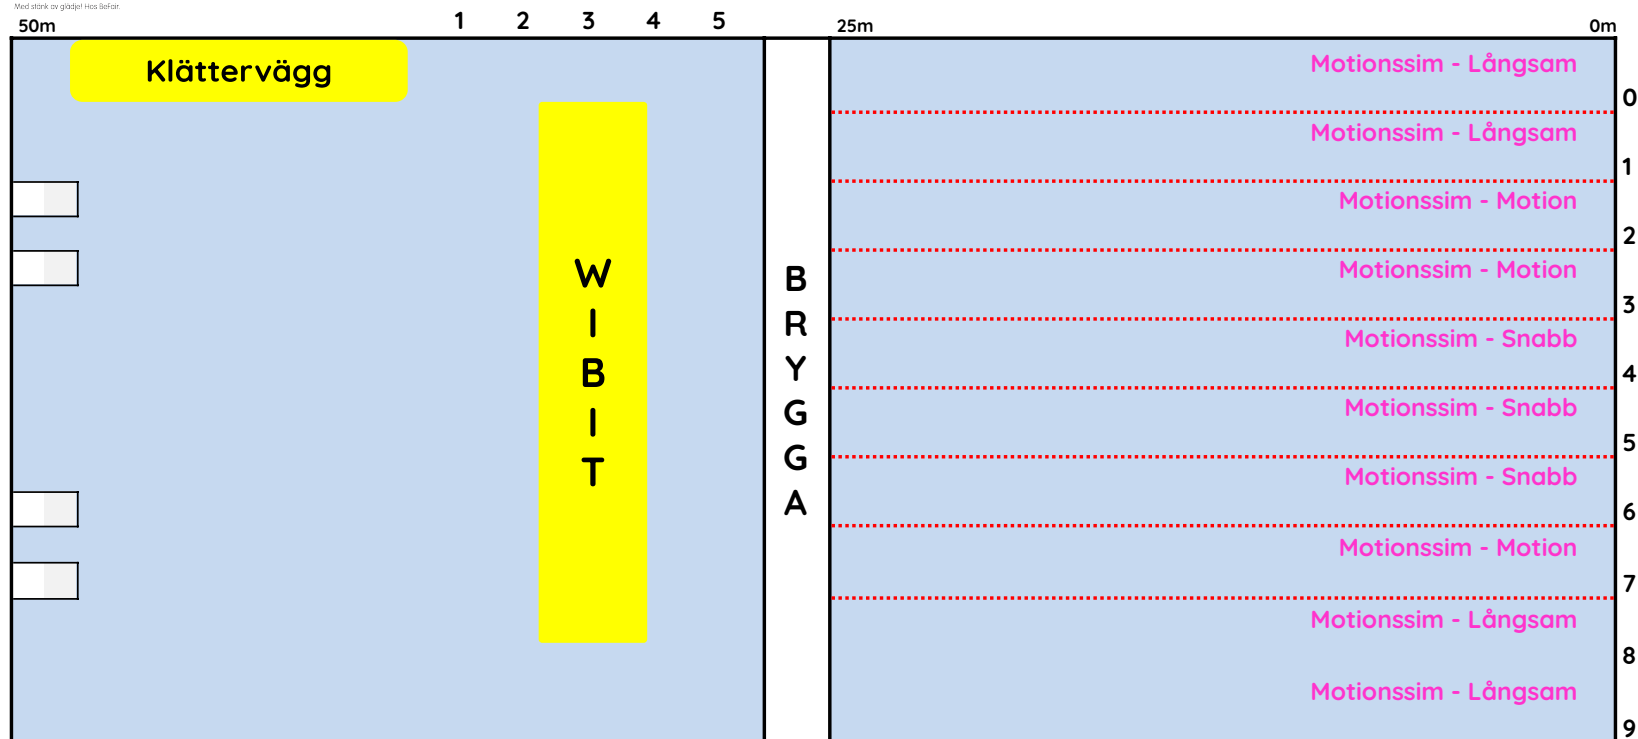 Med stänk av glädje! Hos BeFair.
1 2 3 4 5
50m 25m 0m
Klättervägg
Motionssim - Långsam
0
Motionssim - Långsam
1
Motionssim - Motion
2
Motionssim - Motion
3
Motionssim - Snabb
4
Motionssim - Snabb
5
Motionssim - Snabb
6
Motionssim - Motion
7
Motionssim - Långsam
8
Motionssim - Långsam
9
WIBIT
BRYGGA